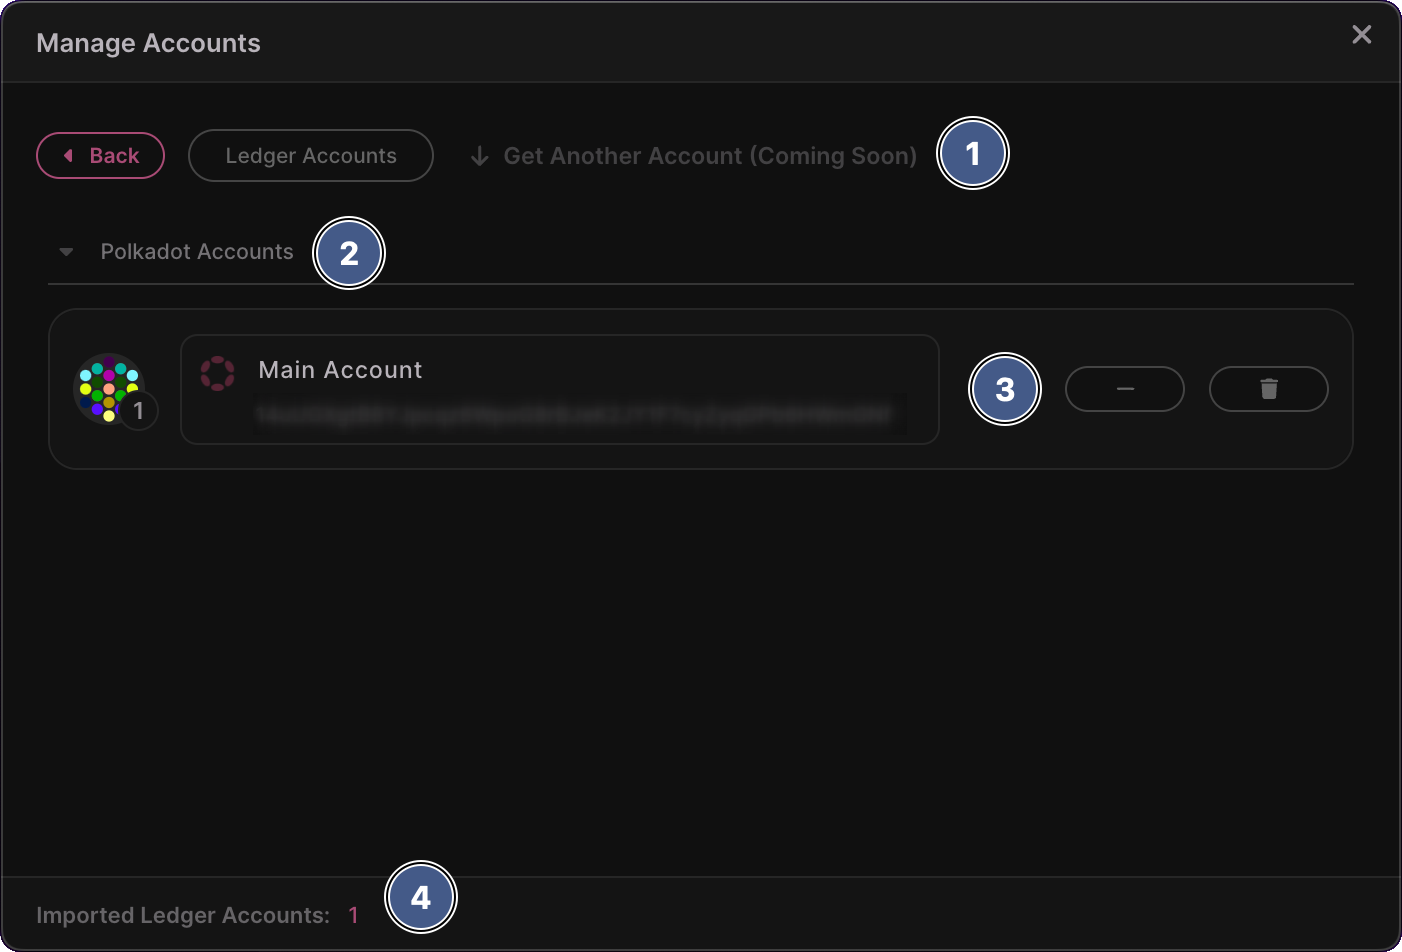 Manage Accounts
Back
Ledger Accounts
Get Another Account (Coming Soon)
1
Polkadot Accounts
2
1
Main Account
3
Imported Ledger Accounts: 1
4